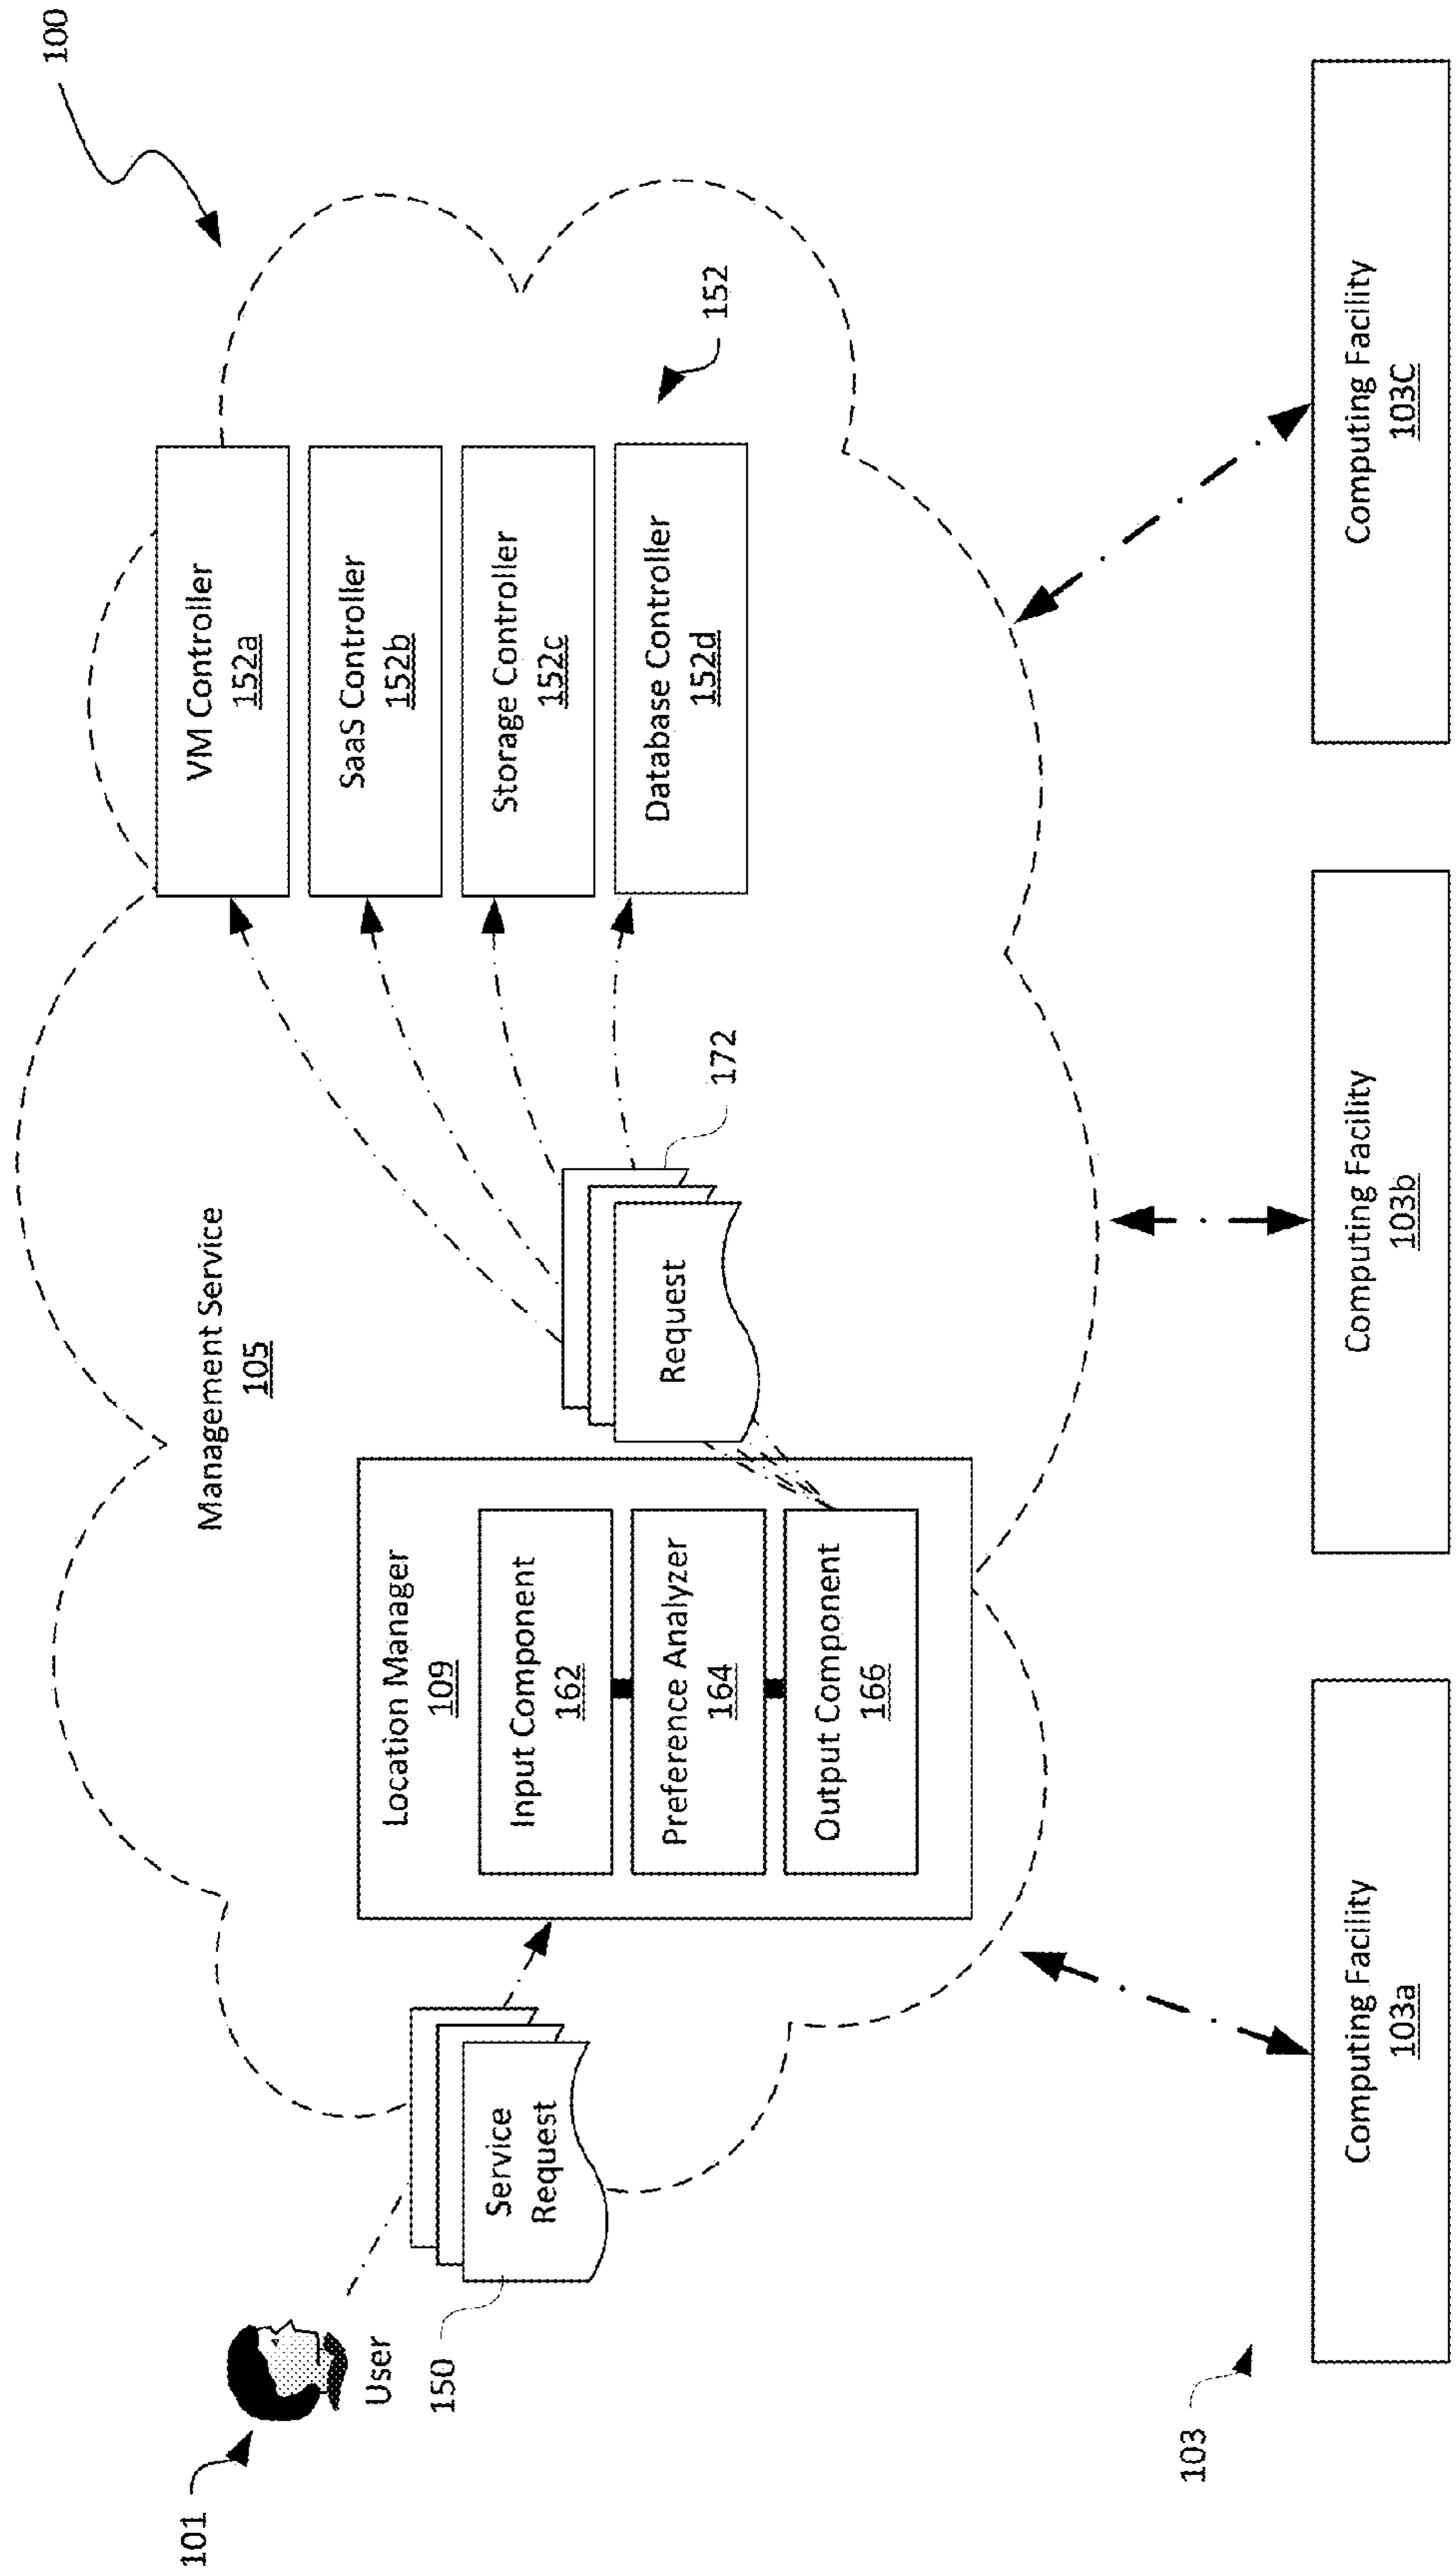 100
Management Service
105
VM Controller
152a
SaaS Controller
152b
Storage Controller
152c
Database Controller
152d
152
101
User
150
Service
Request
Location Manager
109
Input Component
162
Preference Analyzer
164
Output Component
166
Request
172
103
Computing Facility
103a
Computing Facility
103b
Computing Facility
103C